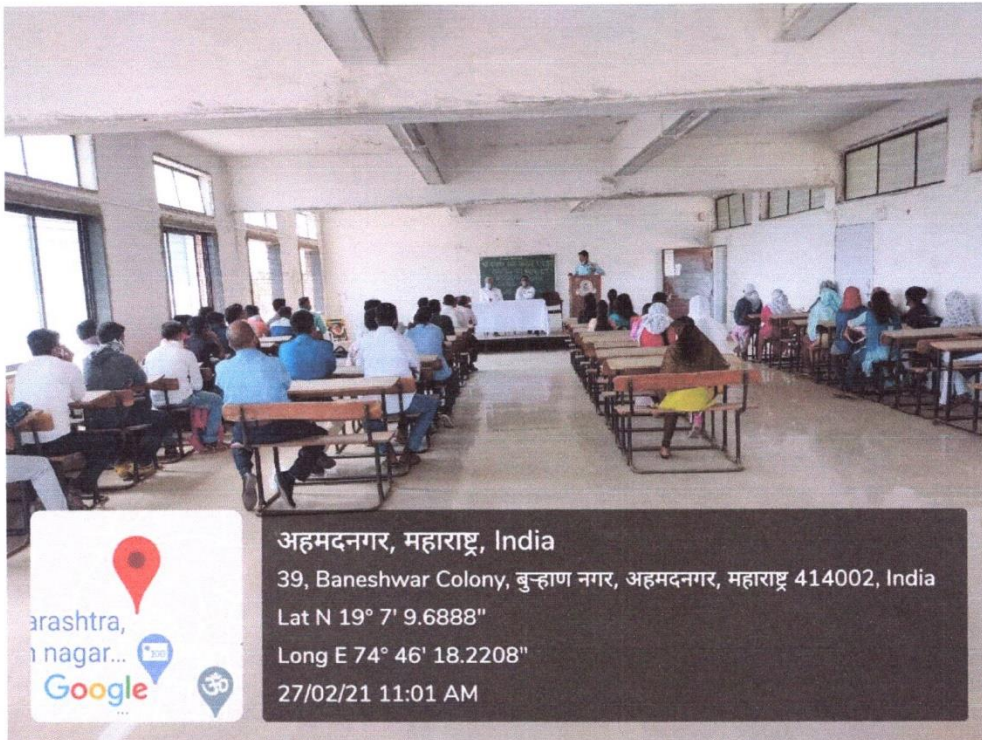 अहमदनगर, महाराष्ट्र, India
39, Baneshwar Colony, बुऱ्हाण नगर, अहमदनगर, महाराष्ट्र 414002, India
Lat N 19° 7' 9.6888"
Long E 74° 46' 18.2208"
27/02/21 11:01 AM
arashtra,
nagar...
Google